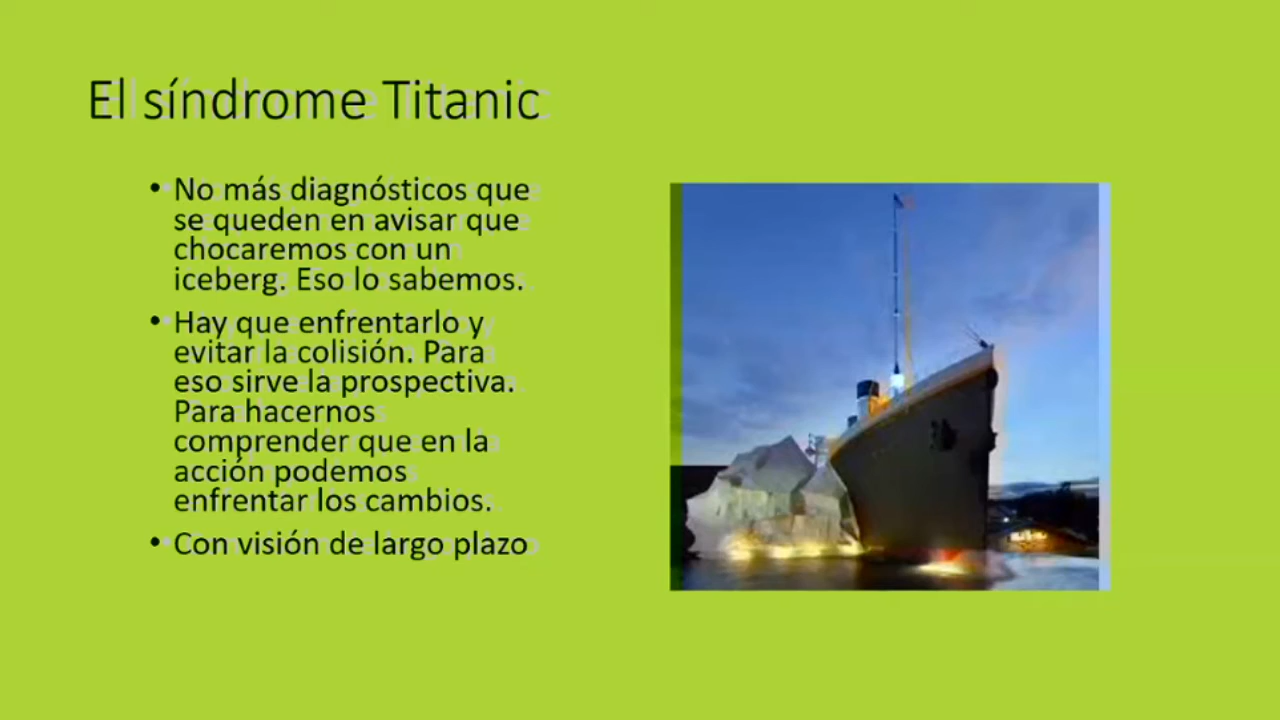 El síndrome Titanic
• No más diagnósticos que
se queden en avisar que
chocaremos con un
iceberg. Eso lo sabemos.
• Hay que enfrentarlo y
evitar la colisión. Para
eso sirve la prospectiva.
Para hacernos
comprender que en la
acción podemos
enfrentar los cambios.
• Con visión de largo plazo